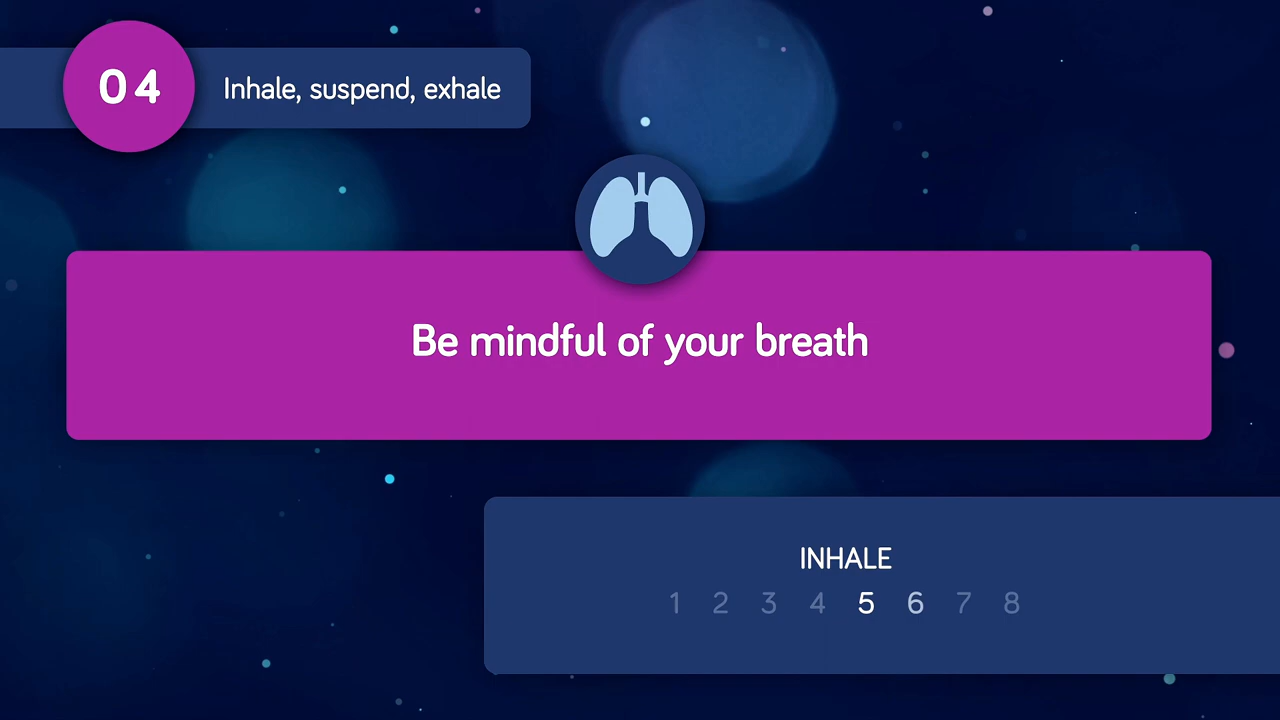 04
Inhale, suspend, exhale
Be mindful of your breath
INHALE
1 2 3 4 5 6 7 8